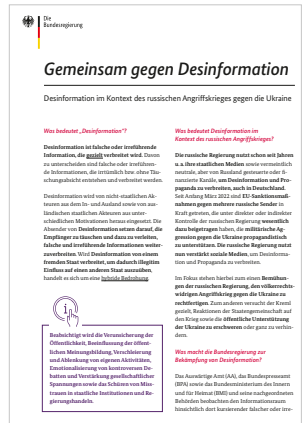 Die
Bundesregierung
Gemeinsam gegen Desinformation
Desinformation im Kontext des russischen Angriffskrieges gegen die Ukraine
Was bedeutet „Desinformation“?
Desinformation ist falsche oder irreführende
Information, die gezielt verbreitet wird. Davon
zu unterscheiden sind falsche oder irreführen-
de Informationen, die irrtümlich bzw. ohne Täu-
schungsabsicht entstehen und verbreitet werden.
Desinformation wird von nicht-staatlichen Ak-
teuren aus dem In- und Ausland sowie von aus-
ländischen staatlichen Akteuren aus unter-
schiedlichen Motivationen heraus eingesetzt. Die
Absender von Desinformation setzen darauf, die
Empfänger zu täuschen und dazu zu verleiten,
falsche und irreführende Informationen weiter-
zuverbreiten. Wird Desinformation von einem
fremden Staat verbreitet, um dadurch illegitim
Einfluss auf einen anderen Staat auszuüben,
handelt es sich um eine hybride Bedrohung.
Beabsichtigt wird die Verunsicherung der
Öffentlichkeit, Beeinflussung der öffent-
lichen Meinungsbildung, Verschleierung
und Ablenkung von eigenen Aktivitäten,
Emotionalisierung von kontroversen De-
batten und Verstärkung gesellschaftlicher
Spannungen sowie das Schüren von Miss-
trauen in staatliche Institutionen und Re-
gierungshandeln.
Was bedeutet Desinformation im
Kontext des russischen Angriffskrieges?
Die russische Regierung nutzt schon seit Jahren
u. a. ihre staatlichen Medien sowie vermeintlich
neutrale, aber von Russland gesteuerte oder fi-
nanzierte Kanäle, um Desinformation und Pro-
paganda zu verbreiten, auch in Deutschland.
Seit Anfang März 2022 sind EU-Sanktionsmaß-
nahmen gegen mehrere russische Sender in
Kraft getreten, die unter direkter oder indirekter
Kontrolle der russischen Regierung wesentlich
dazu beigetragen haben, die militärische Ag-
gression gegen die Ukraine propagandistisch
zu unterstützen. Die russische Regierung nutzt
nun verstärkt soziale Medien, um Desinforma-
tion und Propaganda zu verbreiten.
Im Fokus stehen hierbei zum einen Bemühun-
gen der russischen Regierung, den völkerrechts-
widrigen Angriffskrieg gegen die Ukraine zu
rechtfertigen. Zum anderen versucht der Kreml
gezielt, Reaktionen der Staatengemeinschaft auf
den Krieg sowie die öffentliche Unterstützung
der Ukraine zu erschweren oder ganz zu verhin-
dern.
Was macht die Bundesregierung zur
Bekämpfung von Desinformation?
Das Auswärtige Amt (AA), das Bundespresseamt
(BPA) sowie das Bundesministerium des Innern
und für Heimat (BMI) und seine nachgeordneten
Behörden beobachten den Informationsraum
hinsichtlich dort kursierender falscher oder irre-